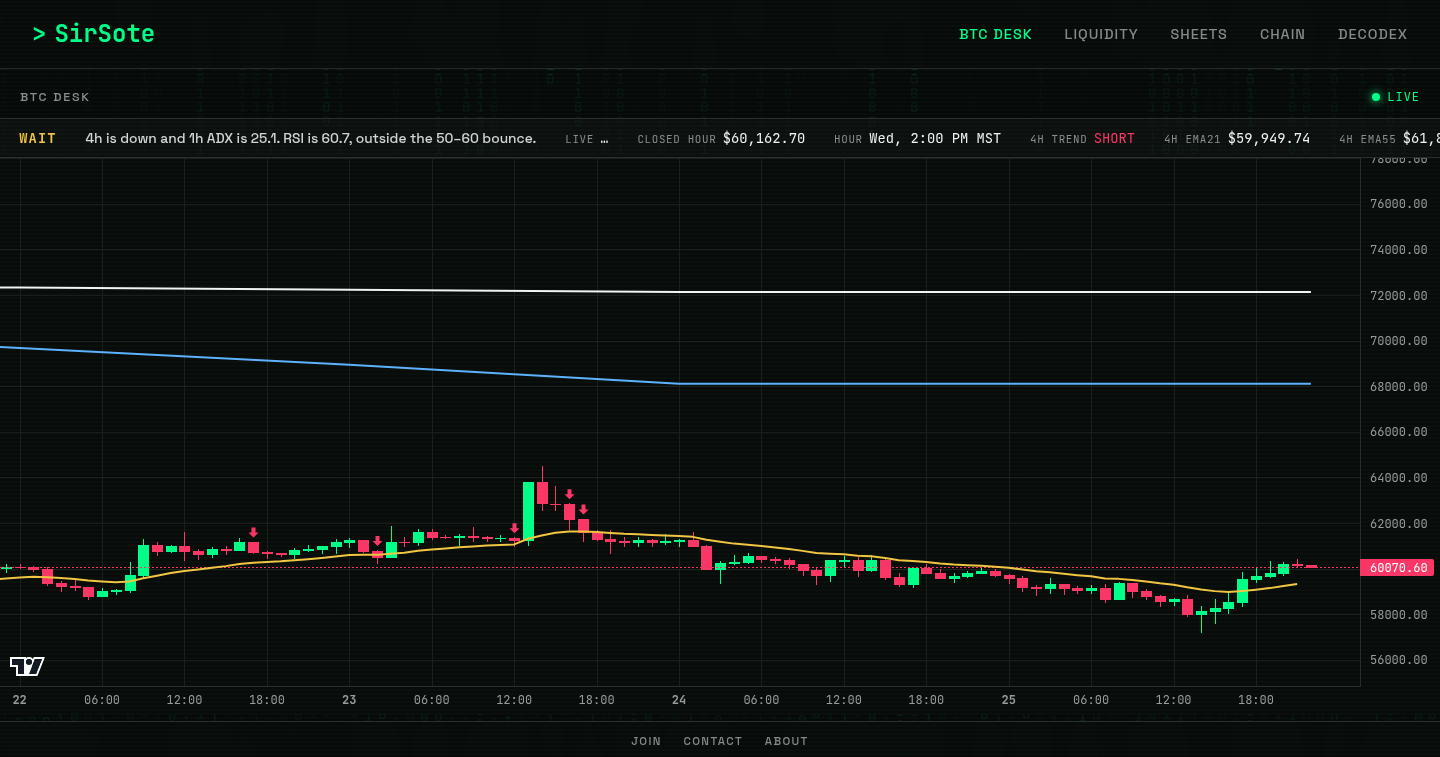 > SirSote
BTC DESK LIQUIDITY SHEETS CHAIN DECODEX
BTC DESK
LIVE
WAIT 4h is down and 1h ADX is 25.1. RSI is 60.7, outside the 50–60 bounce. LIVE … CLOSED HOUR $60,162.70 HOUR Wed, 2:00 PM MST 4H TREND SHORT 4H EMA21 $59,949.74 4H EMA55 $61,8
78000.00
76000.00
74000.00
72000.00
70000.00
68000.00
66000.00
64000.00
62000.00
60070.60
58000.00
56000.00
22 06:00 12:00 18:00 23 06:00 12:00 18:00 24 06:00 12:00 18:00 25 06:00 12:00 18:00
JOIN CONTACT ABOUT